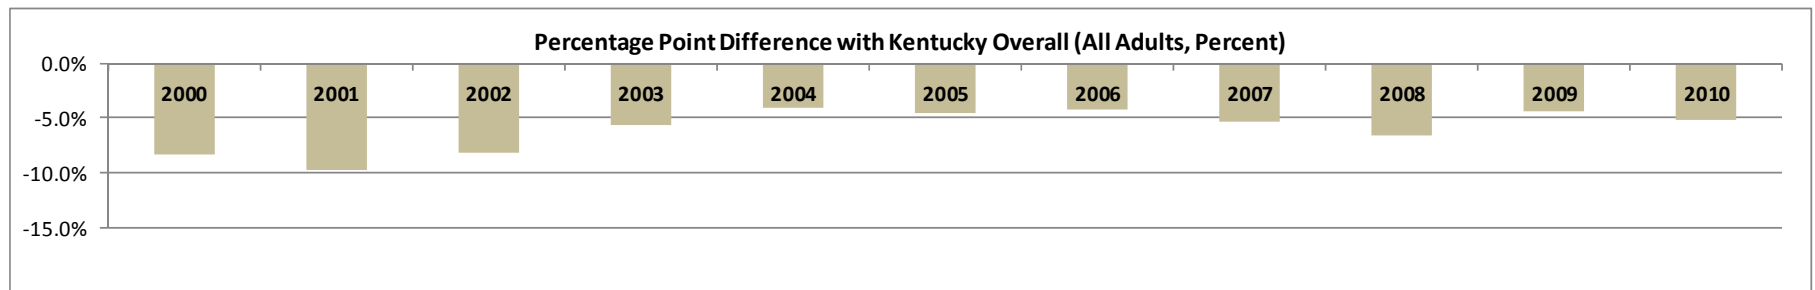 Percentage Point Difference with Kentucky Overall (All Adults, Percent)
0.0%
2000 2001 2002 2003 2004 2005 2006 2007 2008 2009 2010
-5.0%
-10.0%
-15.0%